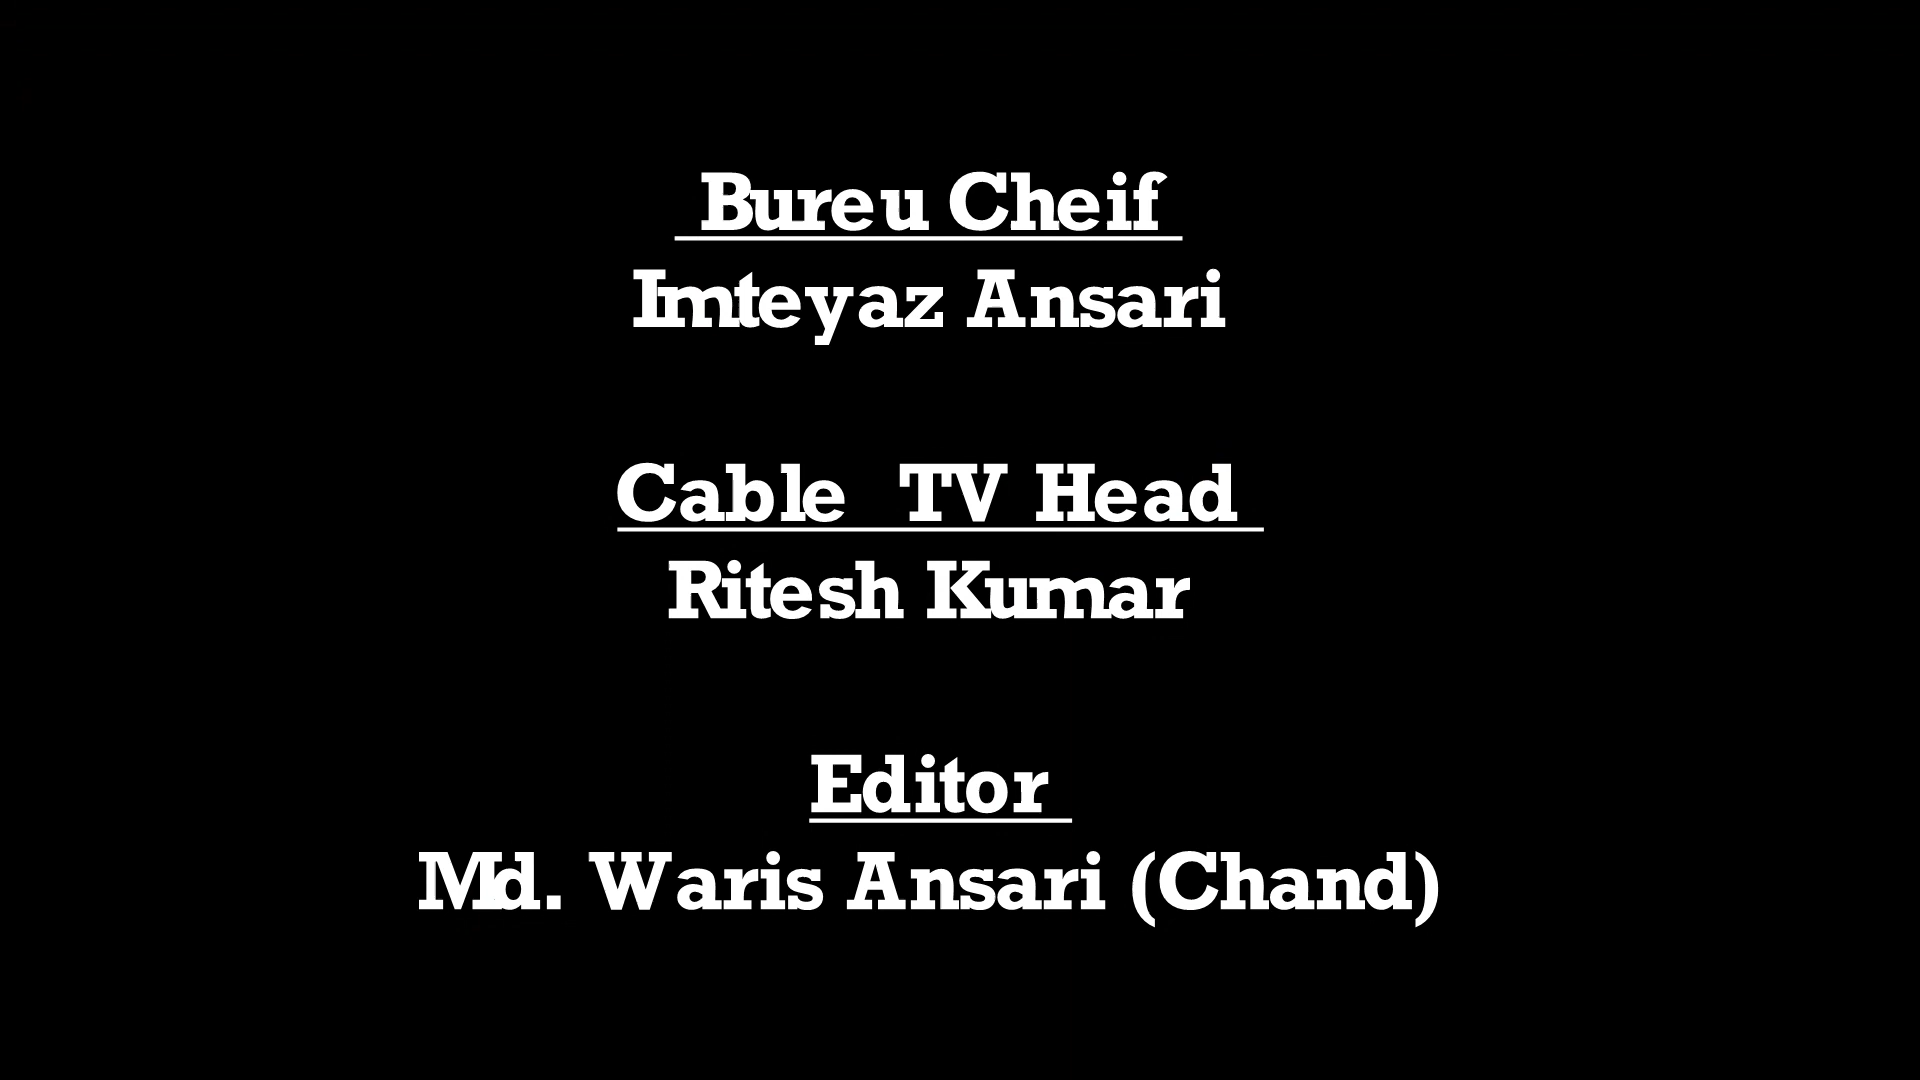 Bureu Cheif
Imteyaz Ansari
Cable TV Head
Ritesh Kumar
Editor
Md. Waris Ansari (Chand)